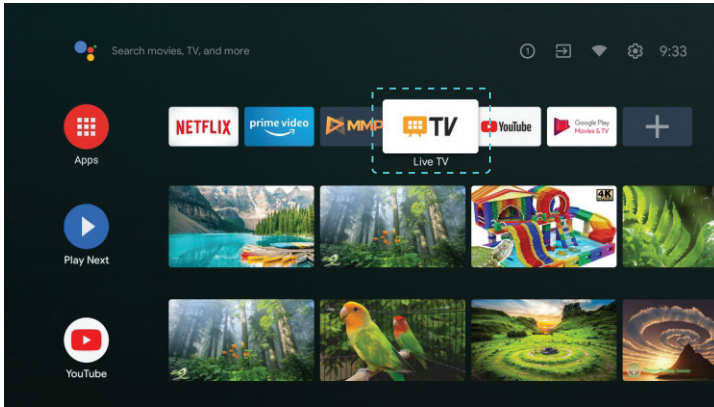 Search movies, TV, and more
1
9:33
Apps
NETFLIX
prime video
MMP
TV
YouTube
Google Play
Movies & TV
Live TV
Play Next
4K
YouTube